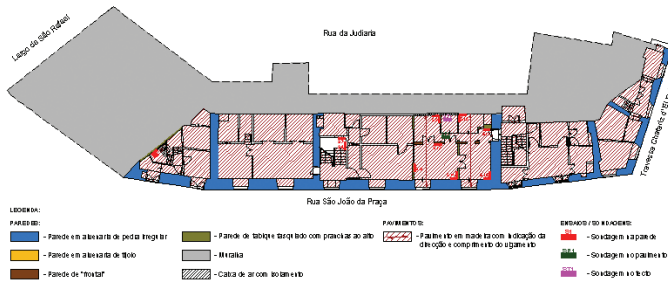 Largo de São Rafael
Rua da Judiaria
Travessa Chafariz d'El
Rua São João da Praça
LEGENDA:
PAREDES:
- Parede em alvenaria de pedra irregular
- Parede em alvenaria de tijolo
- Parede de "frontal"
- Parede de tabique fasquiado com pranchas ao alto
- Muralha
- Caixa de ar com isolamento
PAVIMENTOS:
- Pavimento em madeira com indicação da
direcção e comprimento do vigamento
ENSAIOS / SONDAGENS:
- Sondagem na parede
- Sondagem no pavimento
- Sondagem no tecto